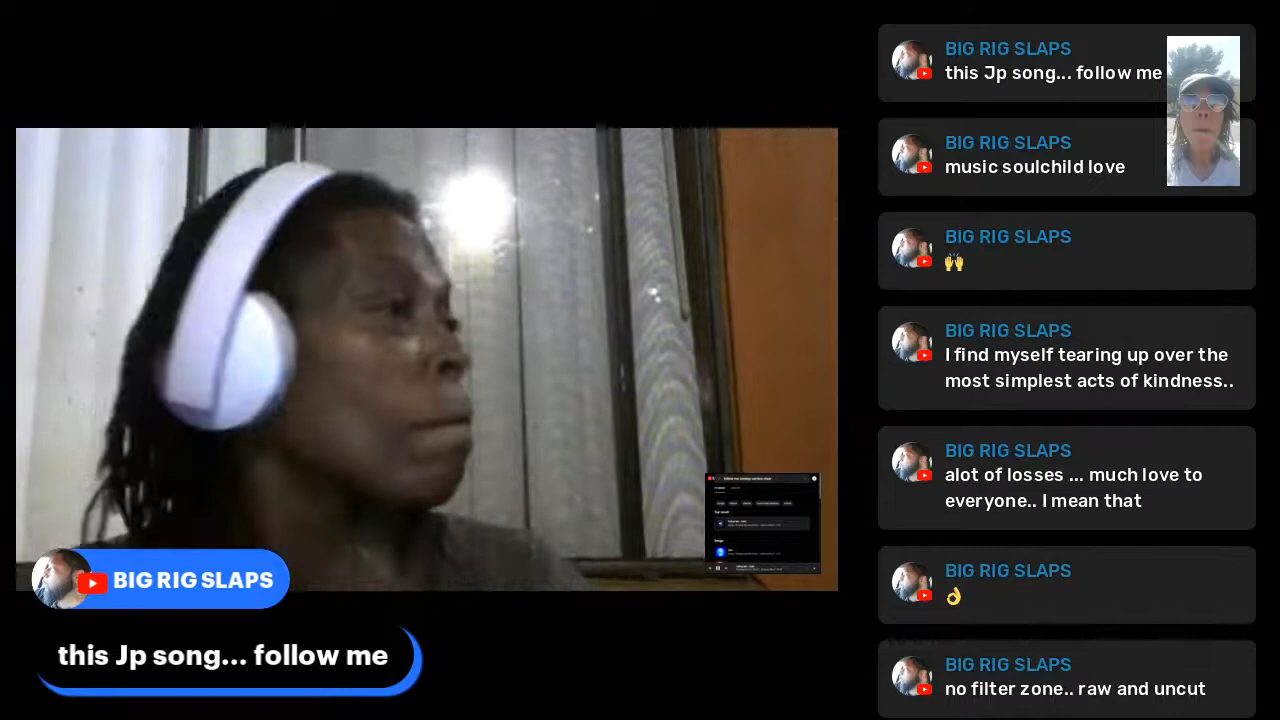 BIG RIG SLAPS
this Jp song... follow me
BIG RIG SLAPS
this Jp song... follow me
BIG RIG SLAPS
music soulchild love
BIG RIG SLAPS
🙌
BIG RIG SLAPS
I find myself tearing up over the
most simplest acts of kindness..
BIG RIG SLAPS
alot of losses ... much love to
everyone.. I mean that
BIG RIG SLAPS
👌
BIG RIG SLAPS
no filter zone.. raw and uncut